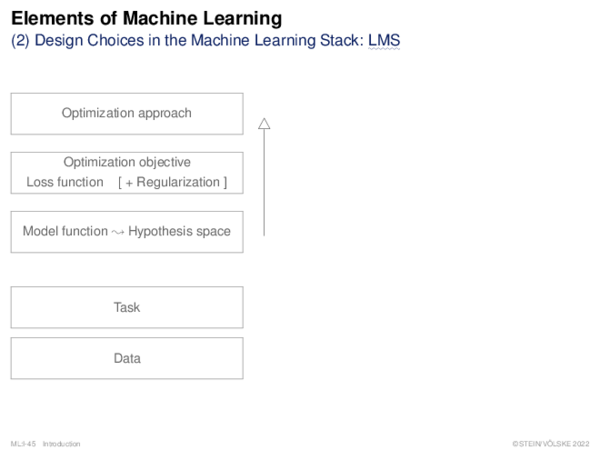 Elements of Machine Learning
(2) Design Choices in the Machine Learning Stack: LMS
Optimization approach
Optimization objective
Loss function [ + Regularization ]
Model function ⤳ Hypothesis space
Task
Data
ML:I-45 Introduction
©STEIN/VÖLSKE 2022